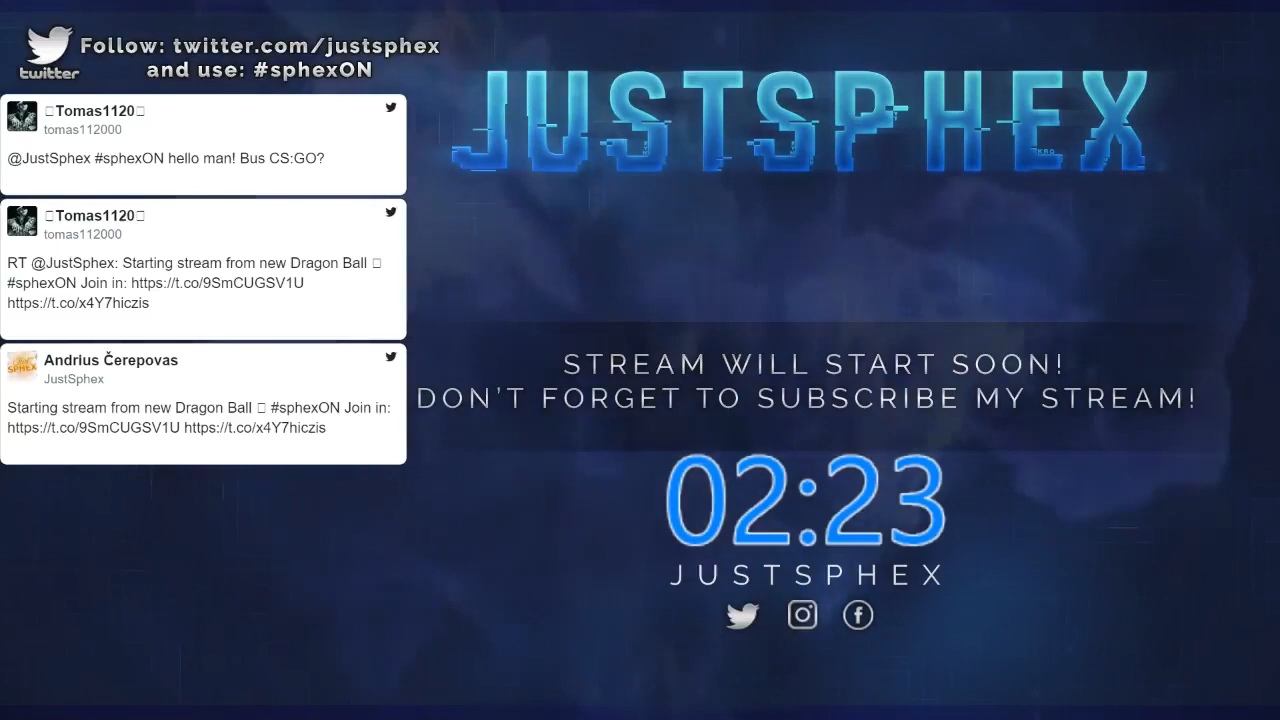 Follow: twitter.com/justsphex
and use: #sphexON
twitter
□Tomas1120□
tomas112000
@JustSphex #sphexON hello man! Bus CS:GO?
□Tomas1120□
tomas112000
RT @JustSphex: Starting stream from new Dragon Ball □
#sphexON Join in: https://t.co/9SmCUGSV1U
https://t.co/x4Y7hiczis
Andrius Čerepovas
JustSphex
Starting stream from new Dragon Ball □ #sphexON Join in:
https://t.co/9SmCUGSV1U https://t.co/x4Y7hiczis
JUSTSPHEX
STREAM WILL START SOON!
DON'T FORGET TO SUBSCRIBE MY STREAM!
02:23
JUSTSPHEX